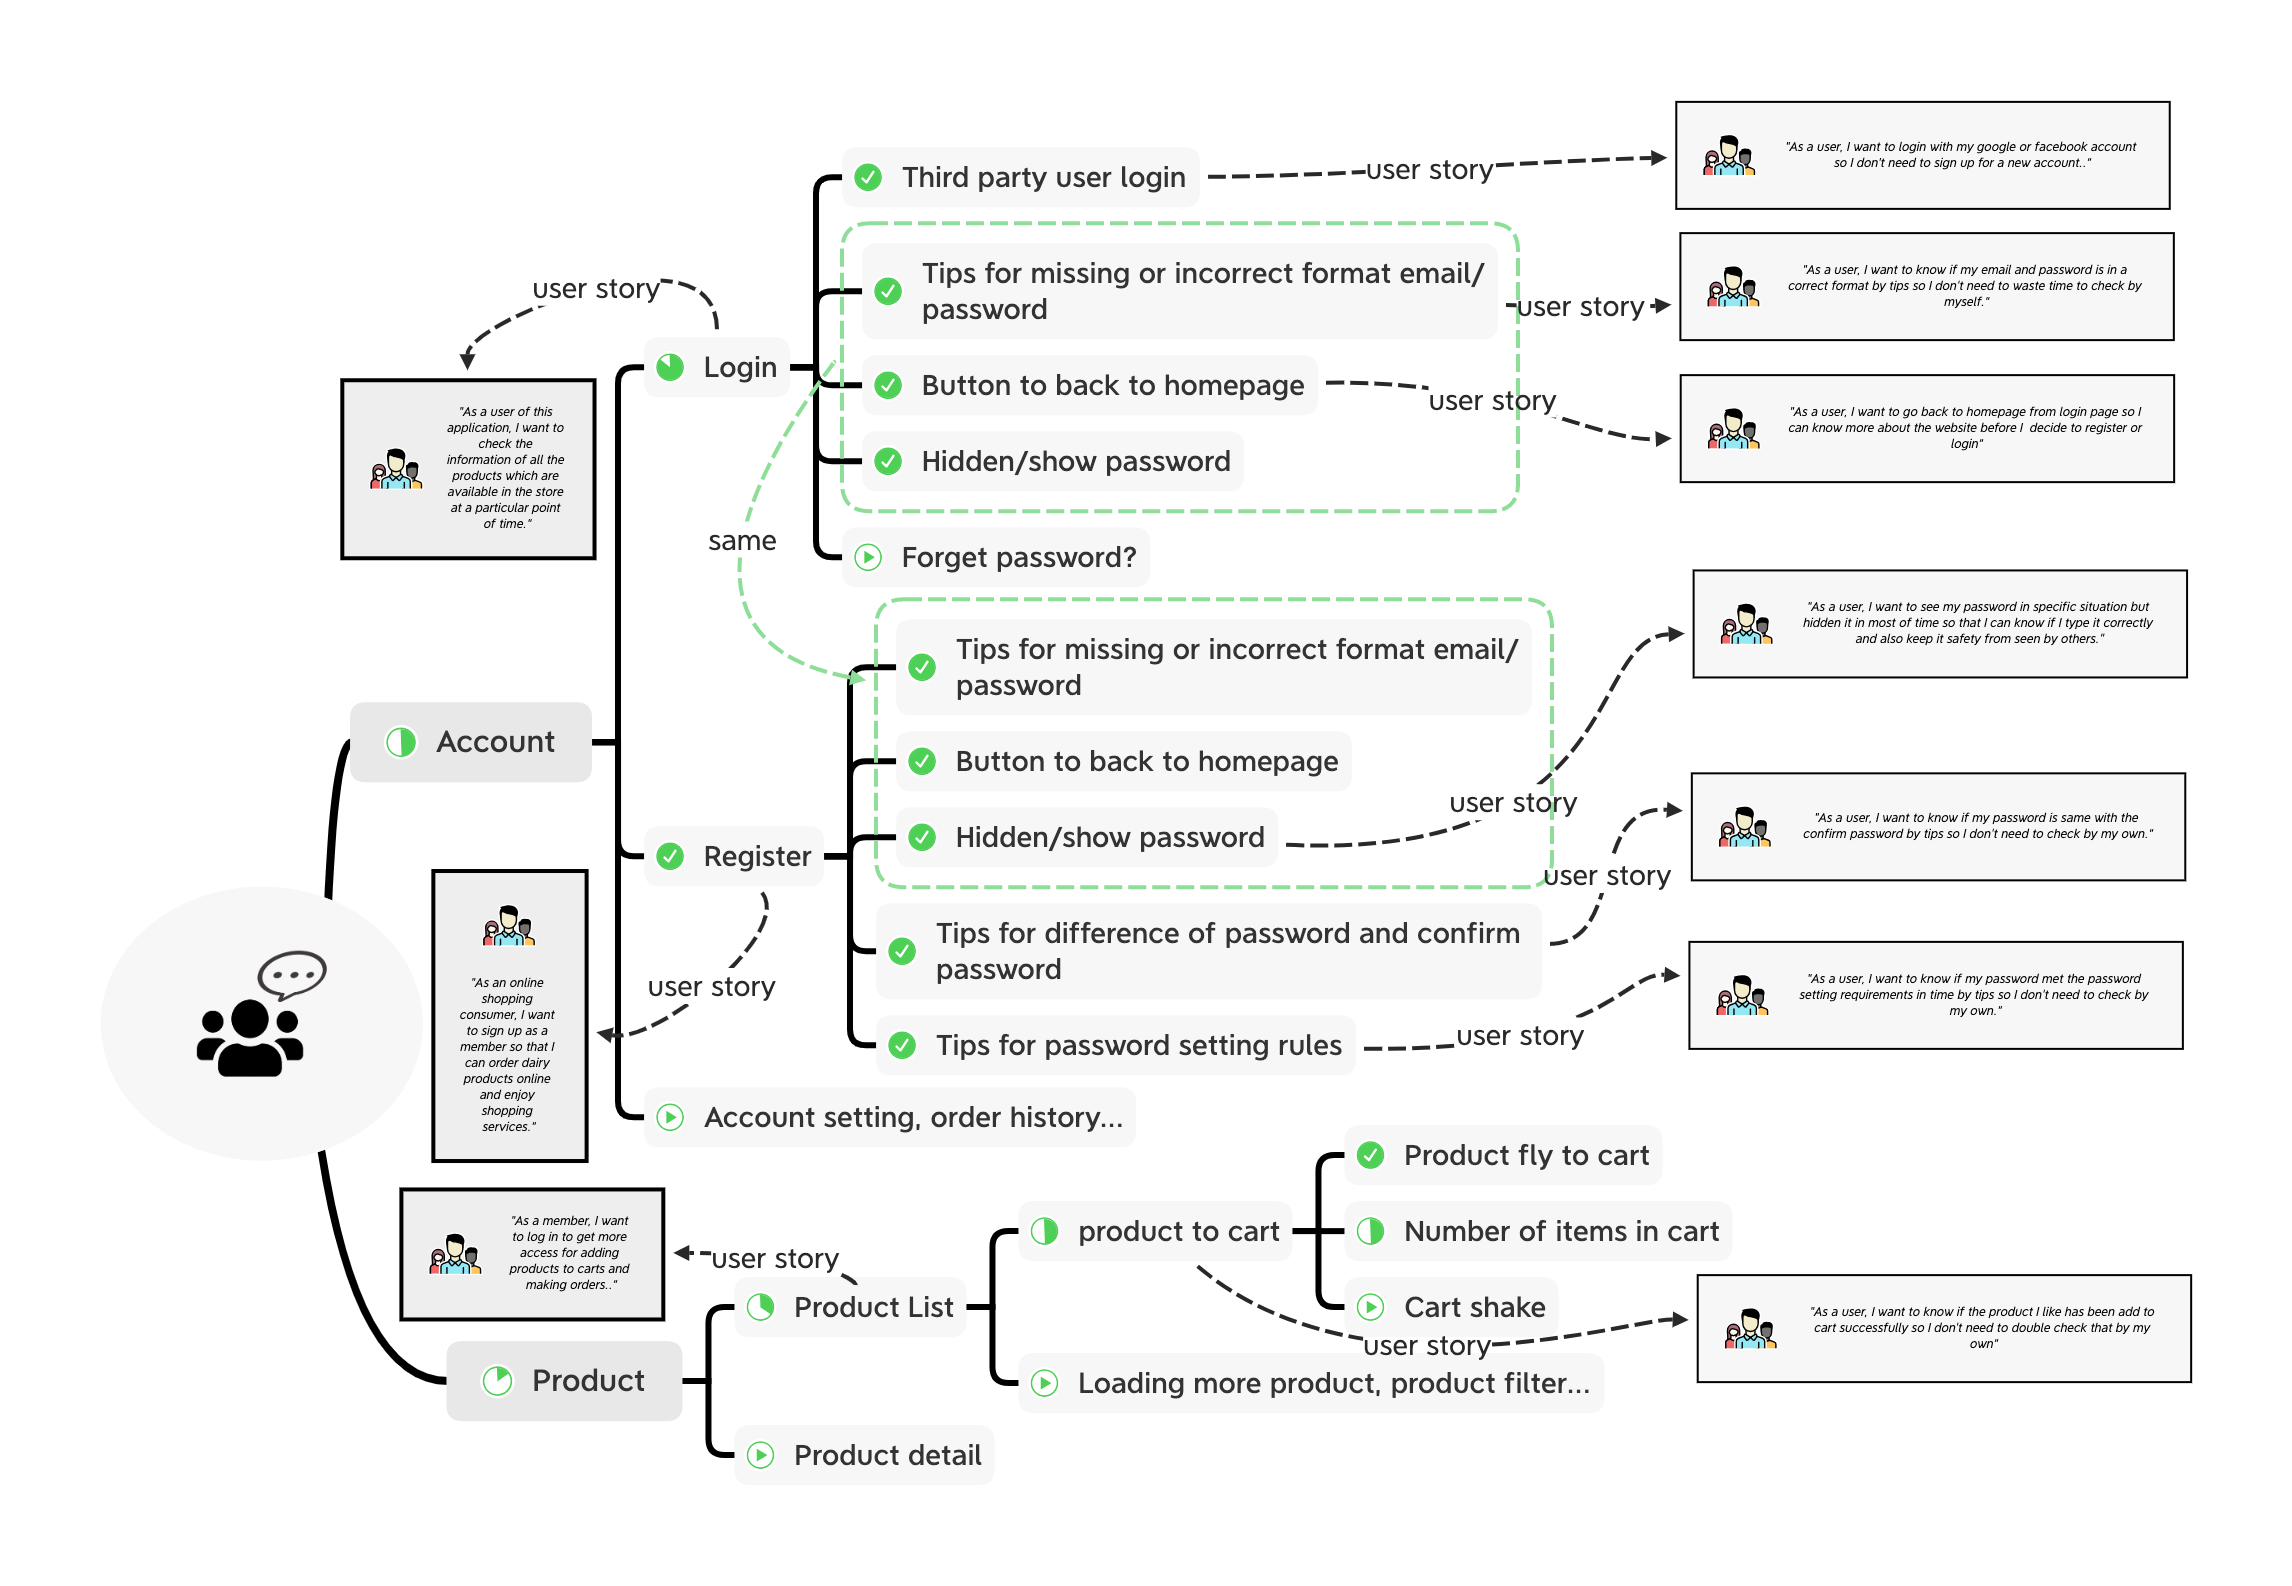 Third party user login
user story
"As a user, I want to login with my google or facebook account
so I don't need to sign up for a new account.."
Tips for missing or incorrect format email/
password
user story
"As a user, I want to know if my email and password is in a
correct format by tips so I don't need to waste time to check by
myself."
user story
Login
Button to back to homepage
user story
"As a user, I want to go back to homepage from login page so I
can know more about the website before I decide to register or
login"
"As a user of this
application, I want to
check the
information of all the
products which are
available in the store
at a particular point
of time."
Hidden/show password
same
Forget password?
Tips for missing or incorrect format email/
password
"As a user, I want to see my password in specific situation but
hidden it in most of time so that I can know if I type it correctly
and also keep it safety from seen by others."
Account
Button to back to homepage
user story
Register
Hidden/show password
"As a user, I want to know if my password is same with the
confirm password by tips so I don't need to check by my own."
user story
Tips for difference of password and confirm
password
"As an online
shopping
consumer, I want
to sign up as a
member so that I
can order dairy
products online
and enjoy
shopping
services."
user story
"As a user, I want to know if my password met the password
setting requirements in time by tips so I don't need to check by
my own."
Tips for password setting rules
user story
Account setting, order history...
Product fly to cart
"As a member, I want
to log in to get more
access for adding
products to carts and
making orders.."
user story
product to cart
Number of items in cart
Product List
Cart shake
user story
"As a user, I want to know if the product I like has been add to
cart successfully so I don't need to double check that by my
own"
Product
Loading more product, product filter...
Product detail